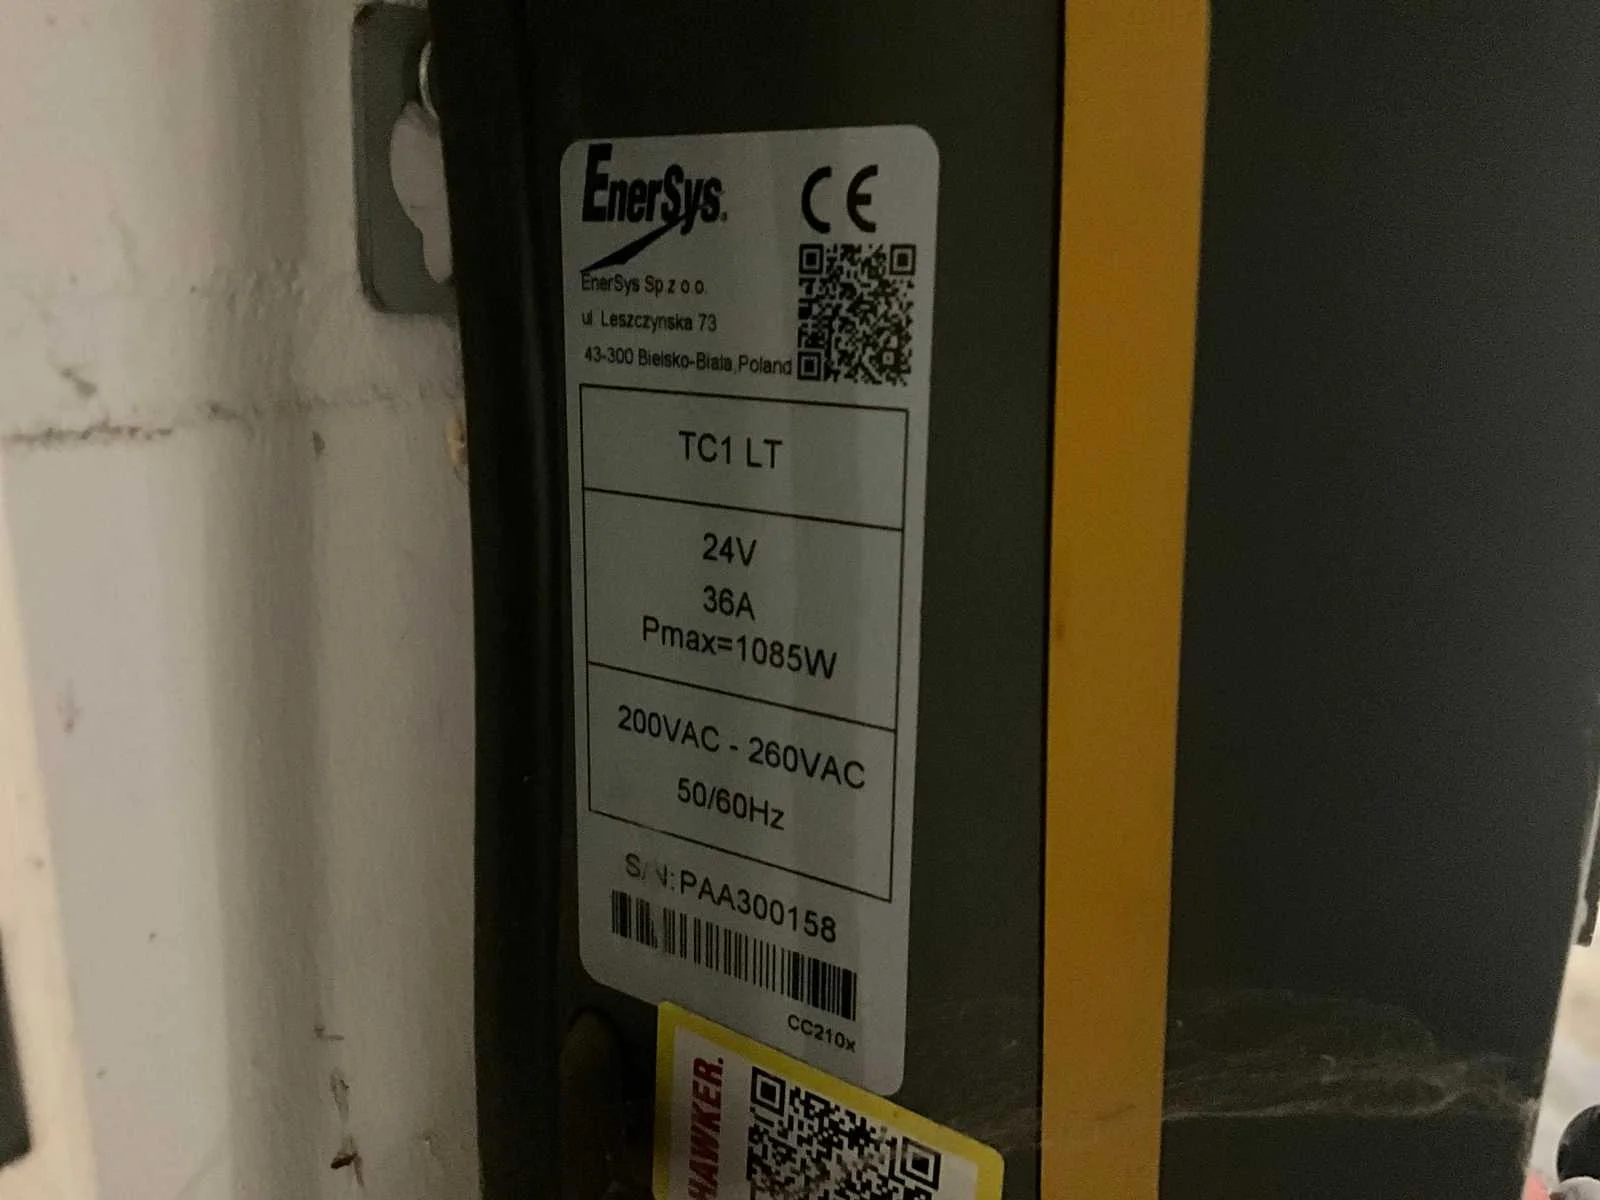 EnerSys.
CE
EnerSys Sp z o.o.
ul. Leszczynska 73
43-300 Bielsko-Biala,Poland
TC1 LT
24V
36A
Pmax=1085W
200VAC - 260VAC
50/60Hz
S/N:PAA300158
CC210x
HAWKER.